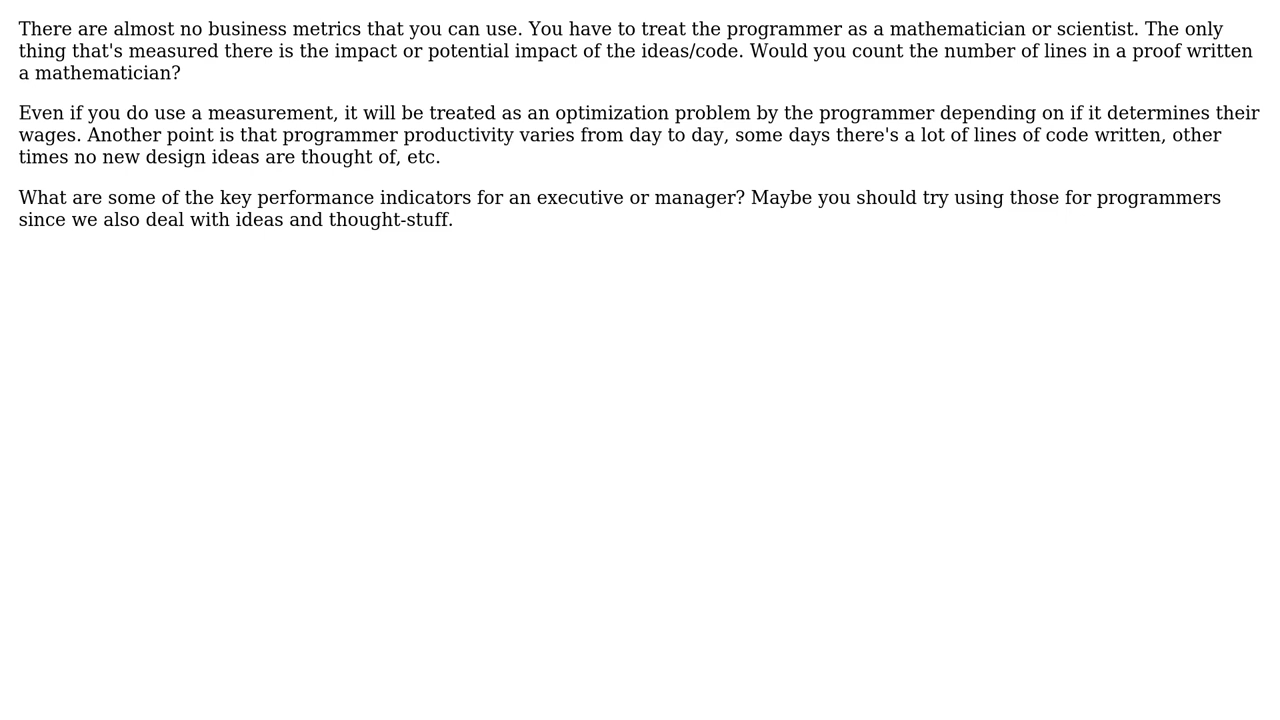 There are almost no business metrics that you can use. You have to treat the programmer as a mathematician or scientist. The only
thing that's measured there is the impact or potential impact of the ideas/code. Would you count the number of lines in a proof written
a mathematician?
Even if you do use a measurement, it will be treated as an optimization problem by the programmer depending on if it determines their
wages. Another point is that programmer productivity varies from day to day, some days there's a lot of lines of code written, other
times no new design ideas are thought of, etc.
What are some of the key performance indicators for an executive or manager? Maybe you should try using those for programmers
since we also deal with ideas and thought-stuff.